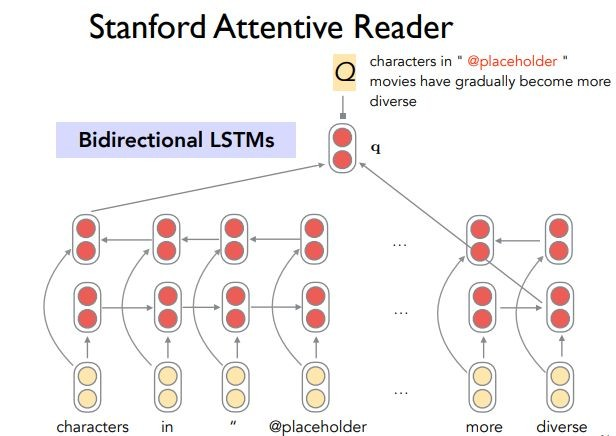 Stanford Attentive Reader
Q
characters in " @placeholder "
movies have gradually become more
diverse
Bidirectional LSTMs
q
...
...
...
characters in “ @placeholder more diverse